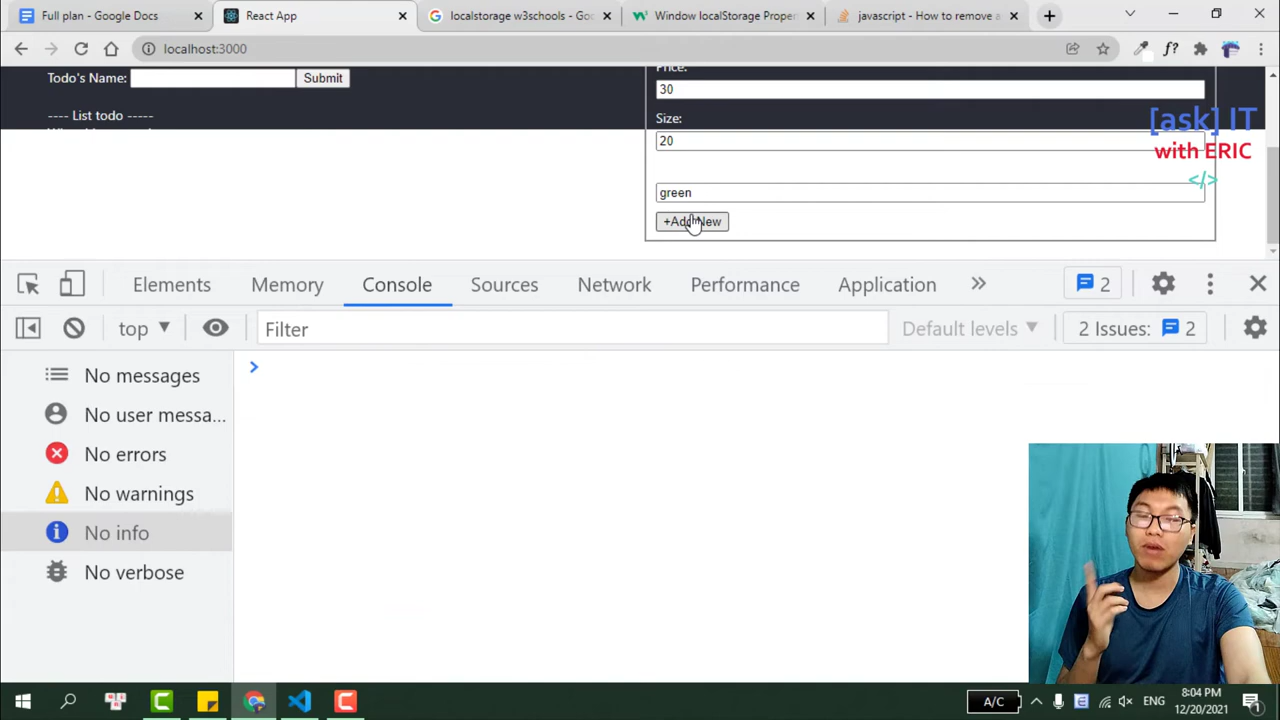 Full plan - Google Docs
React App
localstorage w3schools - Goo
Window localStorage Proper
javascript - How to remove a
localhost:3000
f?
Todo's Name:
Submit
---- List todo -----
Price:
30
Size:
20
green
+Add New
[ask] IT
with ERIC
</>
Elements
Memory
Console
Sources
Network
Performance
Application
2
top
Filter
Default levels
2 Issues:
2
No messages
No user messa...
No errors
No warnings
No info
No verbose
A/C
ENG
8:04 PM
12/20/2021
1